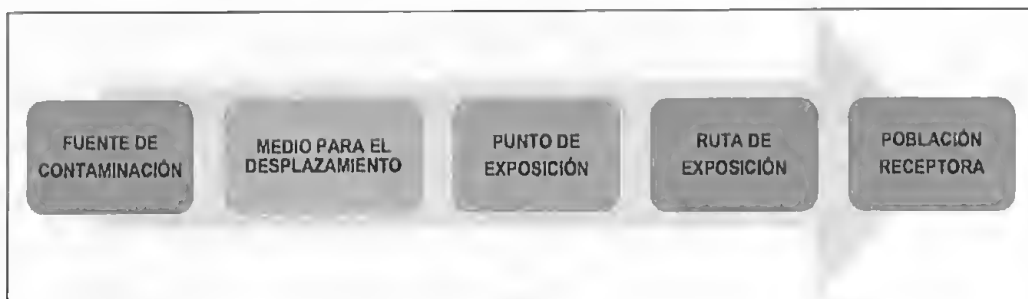 FUENTE DE
CONTAMINACIÓN
MEDIO PARA EL
DESPLAZAMIENTO
PUNTO DE
EXPOSICIÓN
RUTA DE
EXPOSICIÓN
POBLACIÓN
RECEPTORA